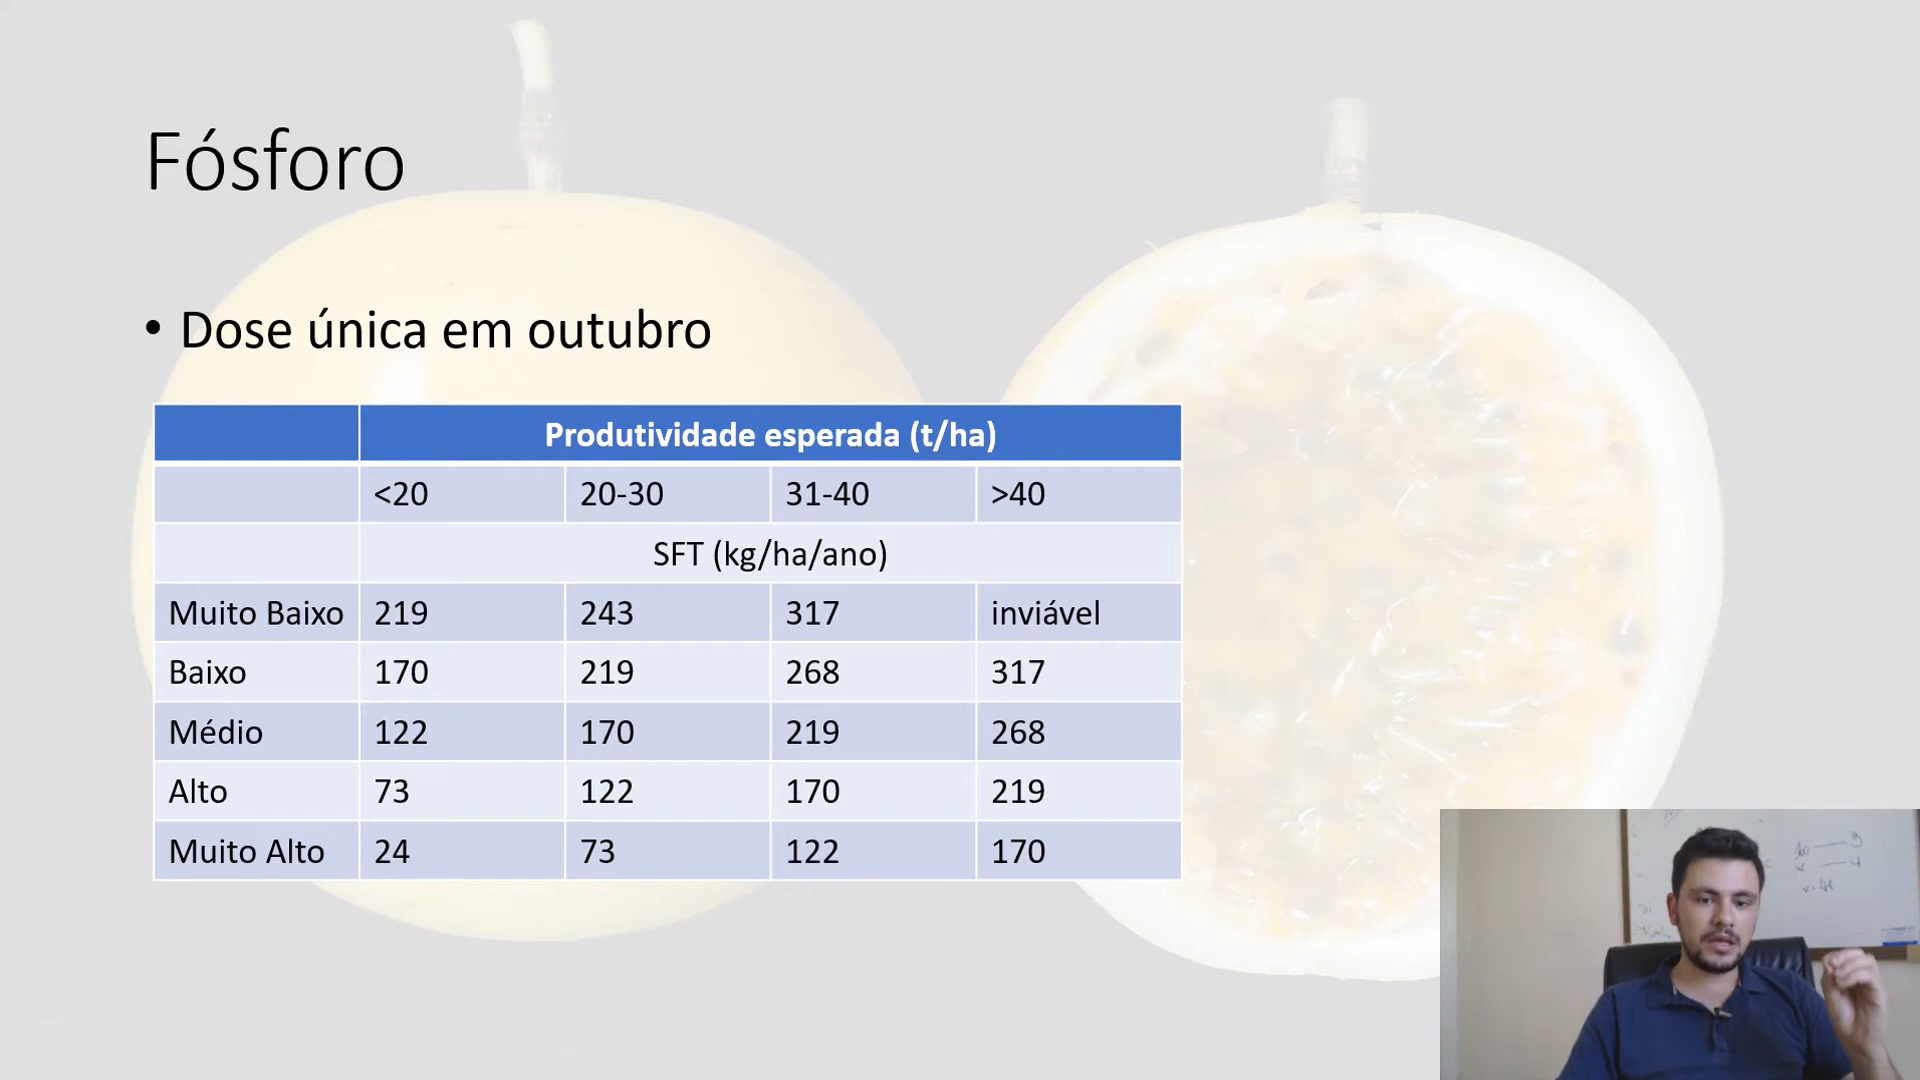 Fósforo
• Dose única em outubro
Produtividade esperada (t/ha)
<20 20-30 31-40 >40
SFT (kg/ha/ano)
Muito Baixo 219 243 317 inviável
Baixo 170 219 268 317
Médio 122 170 219 268
Alto 73 122 170 219
Muito Alto 24 73 122 170